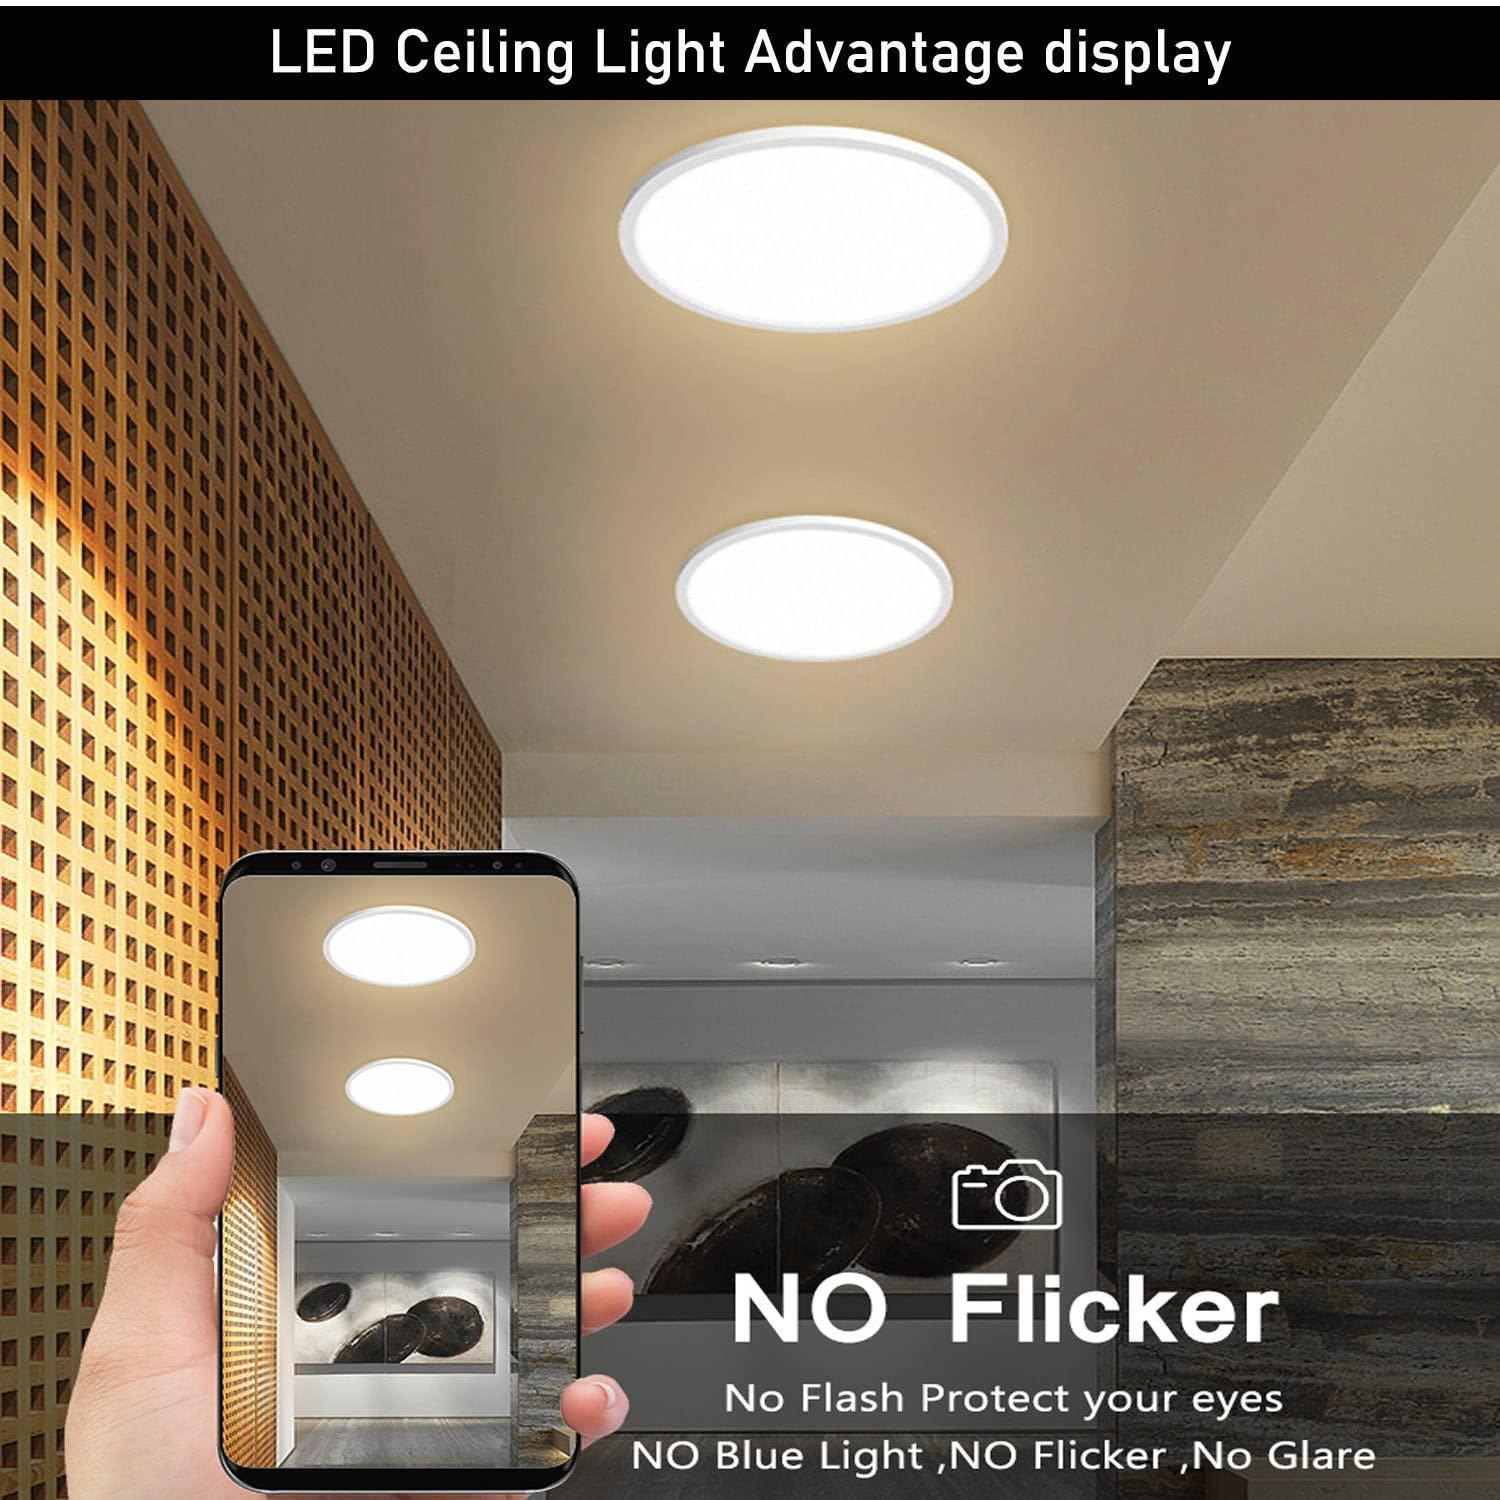 LED Ceiling Light Advantage display
NO Flicker
No Flash Protect your eyes
NO Blue Light ,NO Flicker ,No Glare